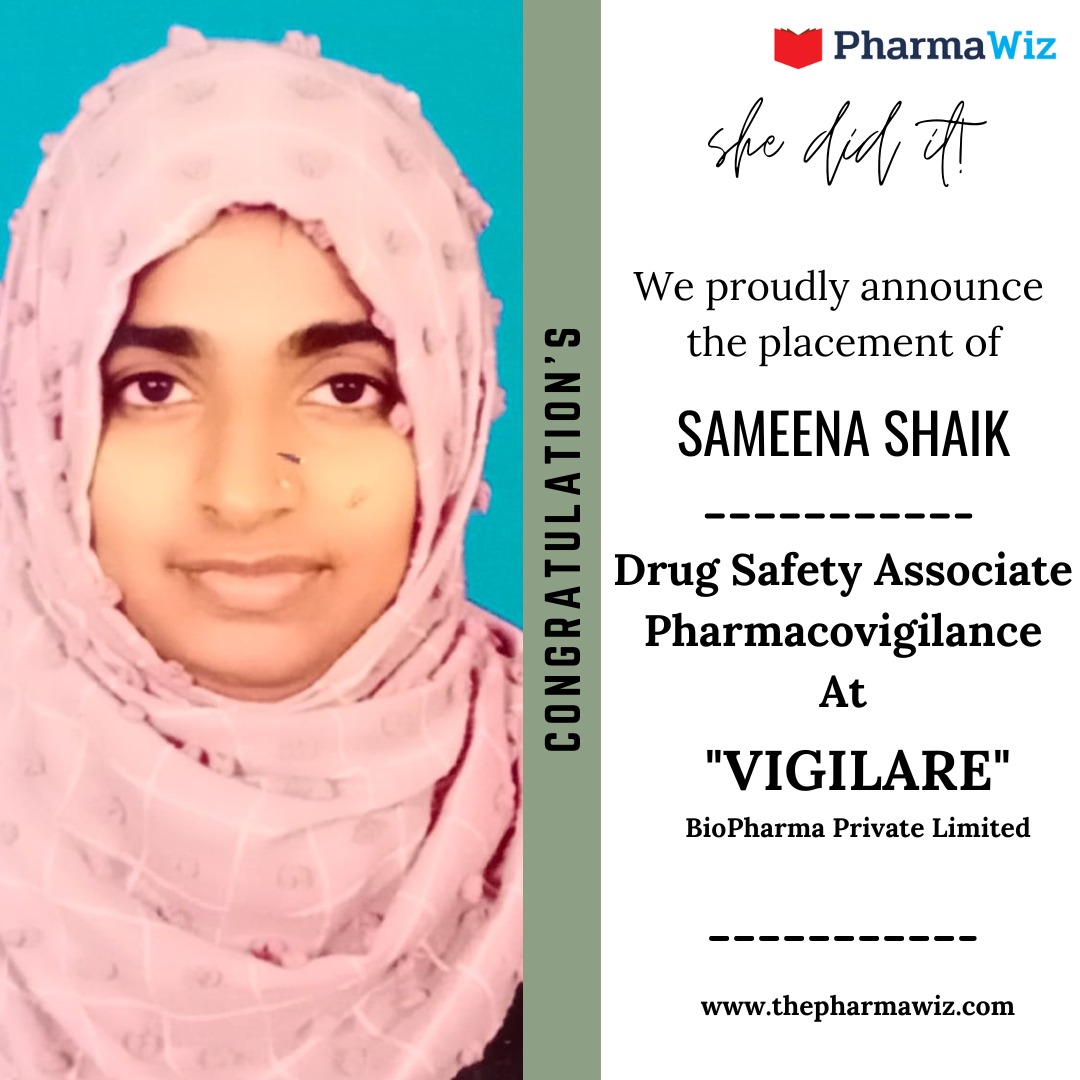 PharmaWiz
she did it!
CONGRATULATION'S
We proudly announce
the placement of
SAMEENA SHAIK
-----------
Drug Safety Associate
Pharmacovigilance
At
"VIGILARE"
BioPharma Private Limited
-----------
www.thepharmawiz.com